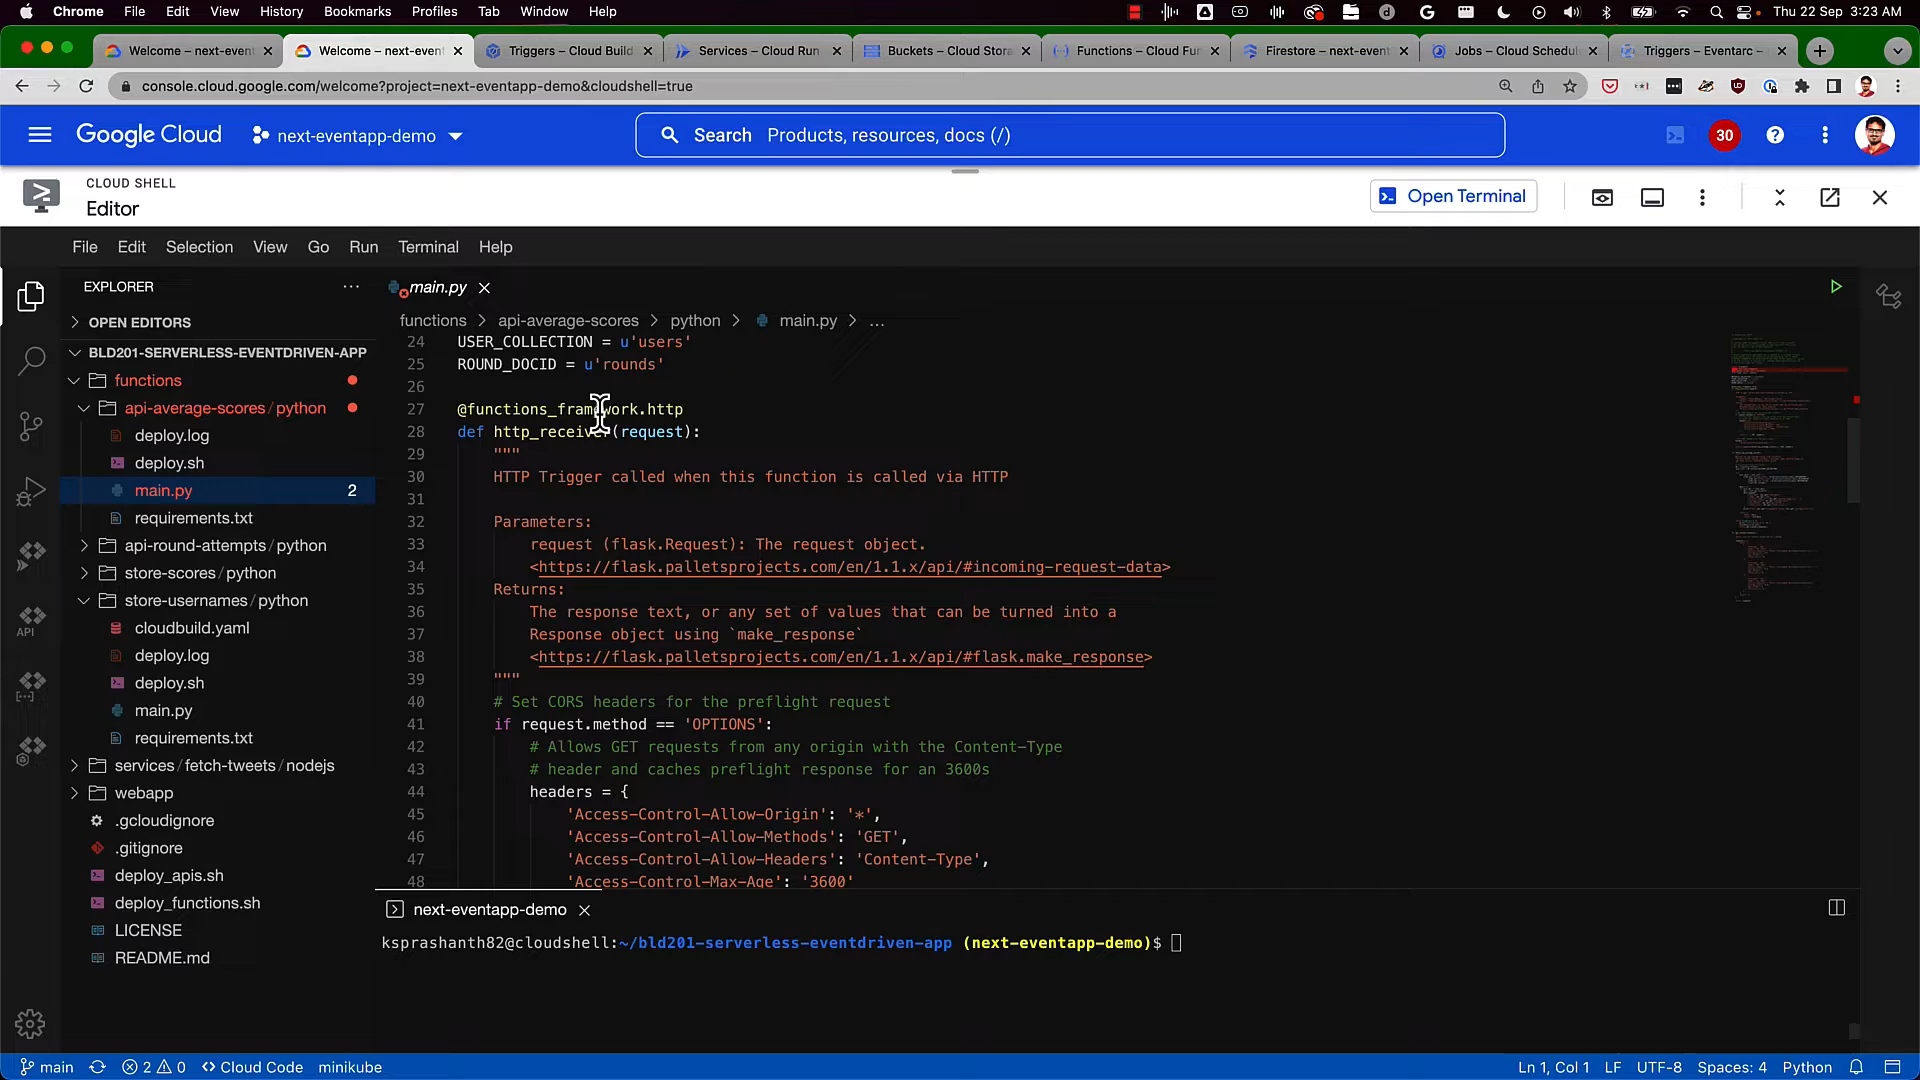 Chrome File Edit View History Bookmarks Profiles Tab Window Help
Thu 22 Sep 3:23 AM
Welcome – next-event
Welcome – next-event
Triggers – Cloud Build
Services – Cloud Run
Buckets – Cloud Stora
Functions – Cloud Fun
Firestore – next-event
Jobs – Cloud Schedule
Triggers – Eventarc –
console.cloud.google.com/welcome?project=next-eventapp-demo&cloudshell=true
Google Cloud
next-eventapp-demo
Search Products, resources, docs (/)
30
CLOUD SHELL
Editor
Open Terminal
File Edit Selection View Go Run Terminal Help
EXPLORER
OPEN EDITORS
BLD201-SERVERLESS-EVENTDRIVEN-APP
functions
api-average-scores / python
deploy.log
deploy.sh
main.py 2
requirements.txt
api-round-attempts / python
store-scores / python
store-usernames / python
cloudbuild.yaml
deploy.log
deploy.sh
main.py
requirements.txt
services / fetch-tweets / nodejs
webapp
.gcloudignore
.gitignore
deploy_apis.sh
deploy_functions.sh
LICENSE
README.md
API
main.py
functions > api-average-scores > python > main.py > ...
24 USER_COLLECTION = u'users'
25 ROUND_DOCID = u'rounds'
26
27 @functions_framework.http
28 def http_receiver(request):
29 """
30 HTTP Trigger called when this function is called via HTTP
31
32 Parameters:
33 request (flask.Request): The request object.
34 <https://flask.palletsprojects.com/en/1.1.x/api/#incoming-request-data>
35 Returns:
36 The response text, or any set of values that can be turned into a
37 Response object using `make_response`
38 <https://flask.palletsprojects.com/en/1.1.x/api/#flask.make_response>
39 """
40 # Set CORS headers for the preflight request
41 if request.method == 'OPTIONS':
42 # Allows GET requests from any origin with the Content-Type
43 # header and caches preflight response for an 3600s
44 headers = {
45 'Access-Control-Allow-Origin': '*',
46 'Access-Control-Allow-Methods': 'GET',
47 'Access-Control-Allow-Headers': 'Content-Type',
48 'Access-Control-Max-Age': '3600'
next-eventapp-demo
ksprashanth82@cloudshell:~/bld201-serverless-eventdriven-app (next-eventapp-demo)$
main 2 0 Cloud Code minikube
Ln 1, Col 1 LF UTF-8 Spaces: 4 Python